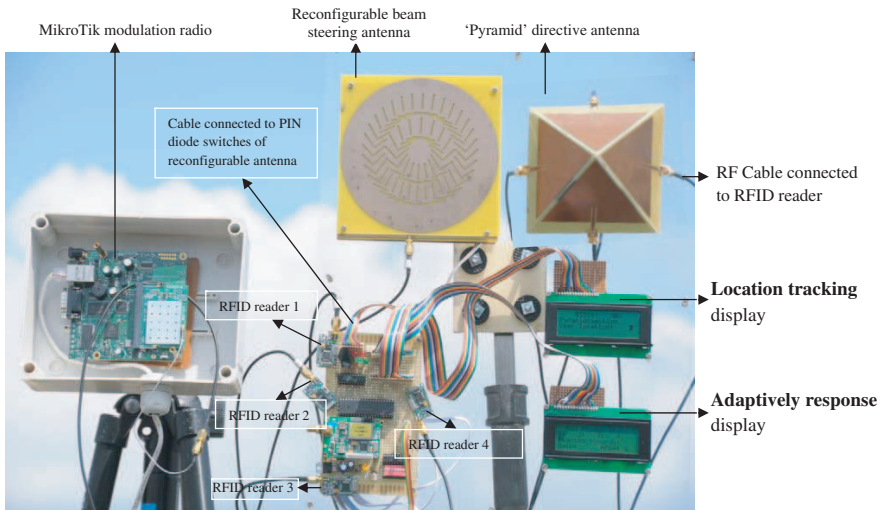 Reconfigurable beam
steering antenna
MikroTik modulation radio
‘Pyramid’ directive antenna
Cable connected to PIN
diode switches of
reconfigurable antenna
RF Cable connected
to RFID reader
RFID reader 1
Location tracking
display
RFID reader 2
RFID reader 4
Adaptively response
display
RFID reader 3